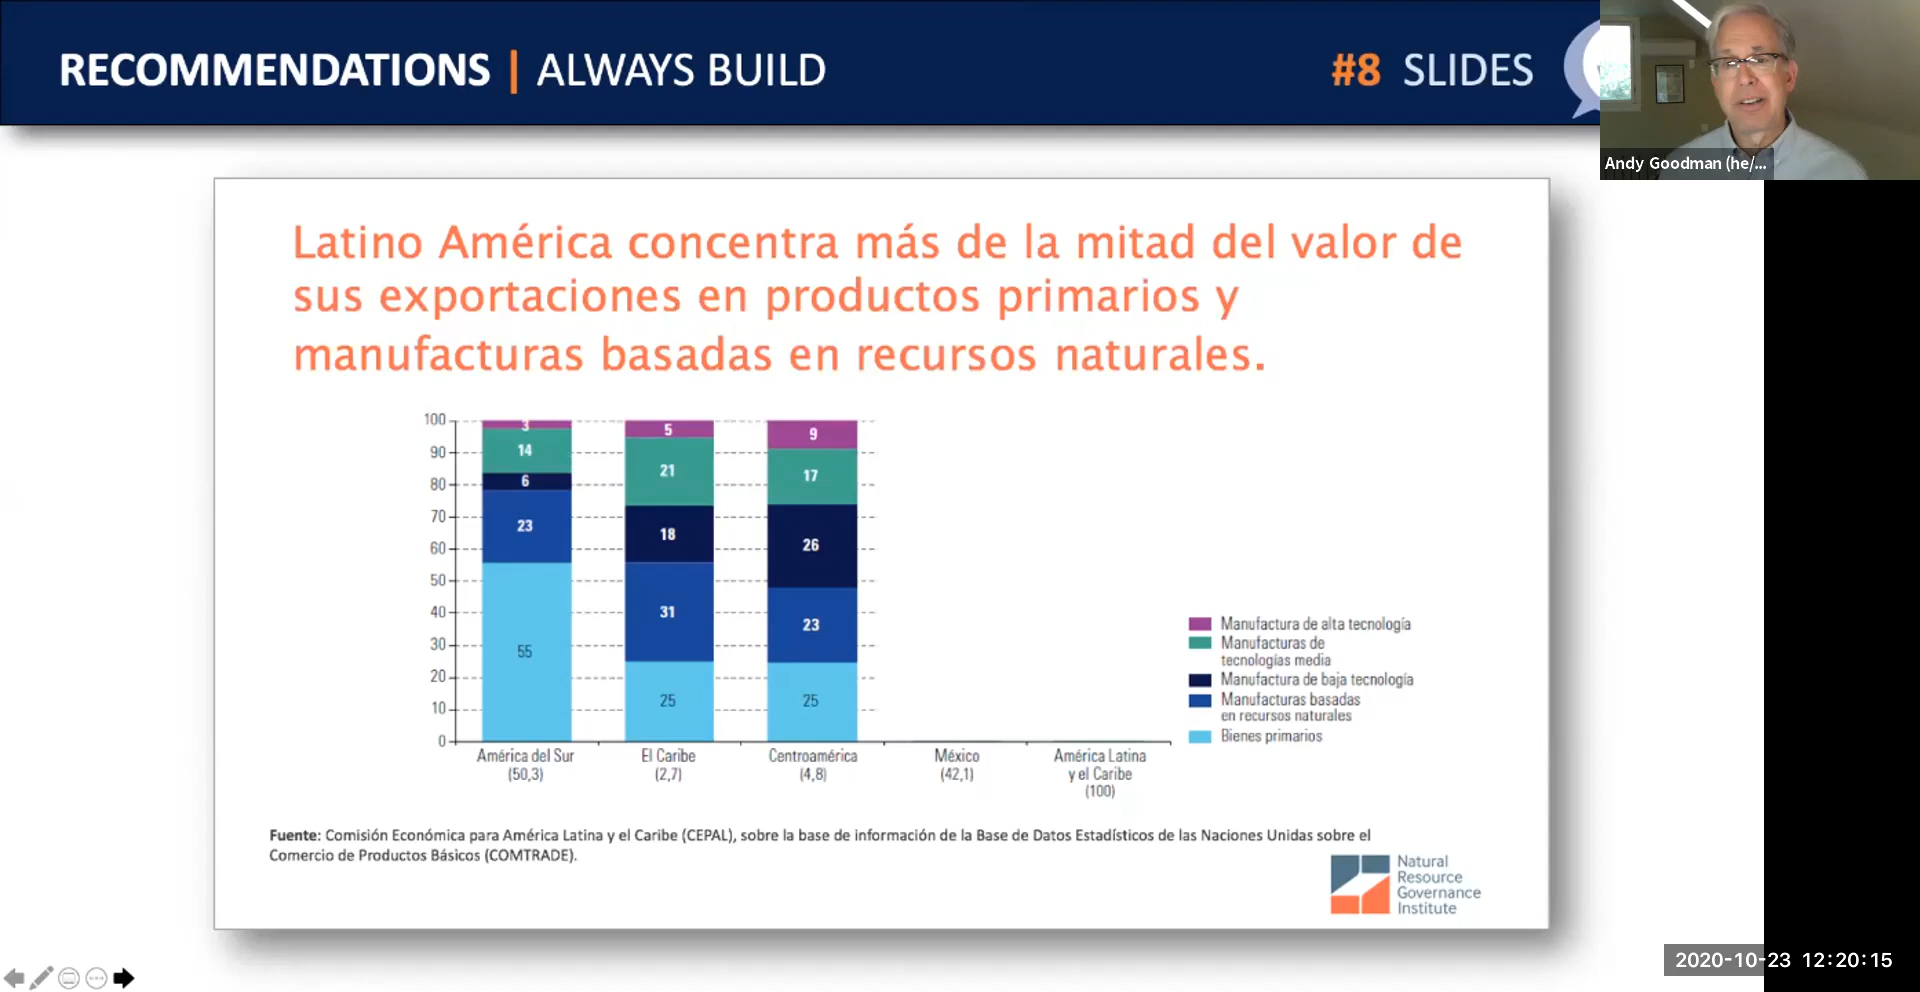 RECOMMENDATIONS | ALWAYS BUILD
#8 SLIDES
Andy Goodman (he/...
Latino América concentra más de la mitad del valor de
sus exportaciones en productos primarios y
manufacturas basadas en recursos naturales.
100
90
80
70
60
50
40
30
20
10
0
3
14
6
23
55
5
21
18
31
25
9
17
26
23
25
América del Sur
(50,3)
El Caribe
(2,7)
Centroamérica
(4,8)
México
(42,1)
América Latina
y el Caribe
(100)
Manufactura de alta tecnología
Manufacturas de
tecnologías media
Manufactura de baja tecnología
Manufacturas basadas
en recursos naturales
Bienes primarios
Fuente: Comisión Económica para América Latina y el Caribe (CEPAL), sobre la base de información de la Base de Datos Estadísticos de las Naciones Unidas sobre el
Comercio de Productos Básicos (COMTRADE).
Natural
Resource
Governance
Institute
2020-10-23 12:20:15